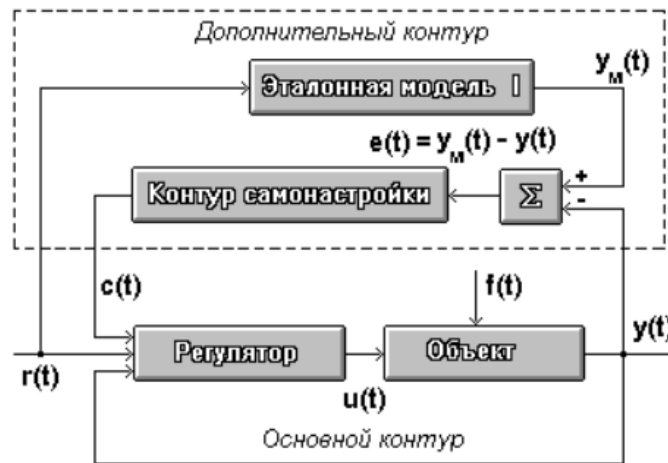 Дополнительный контур
yм(t)
Эталонная модель I
e(t) = yм(t) - y(t)
+
Контур самонастройки
Σ
-
c(t)
f(t)
y(t)
Регулятор
Объект
r(t)
u(t)
Основной контур